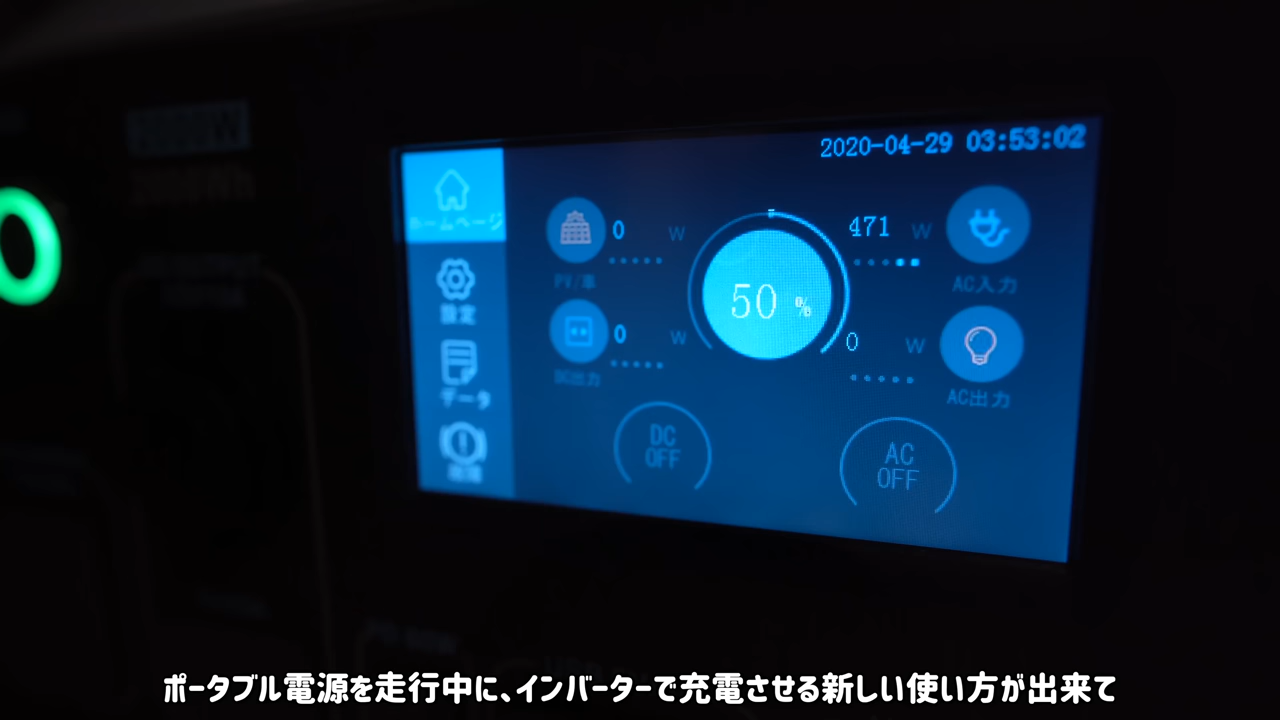 2020-04-29 03:53:02
ホームページ
設定
データ
0 W
PV/車
0 W
DC出力
50 %
471 W
AC入力
0 W
AC出力
DC
OFF
AC
OFF
ポータブル電源を走行中に、インバーターで充電させる新しい使い方が出来て